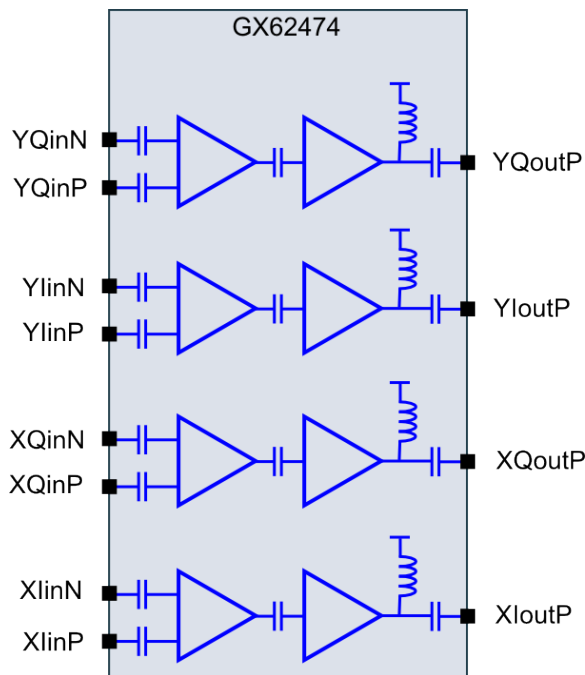 GX62474
YQinN
YQinP
YQoutP
YIinN
YIinP
YIoutP
XQinN
XQinP
XQoutP
XIinN
XIinP
XIoutP